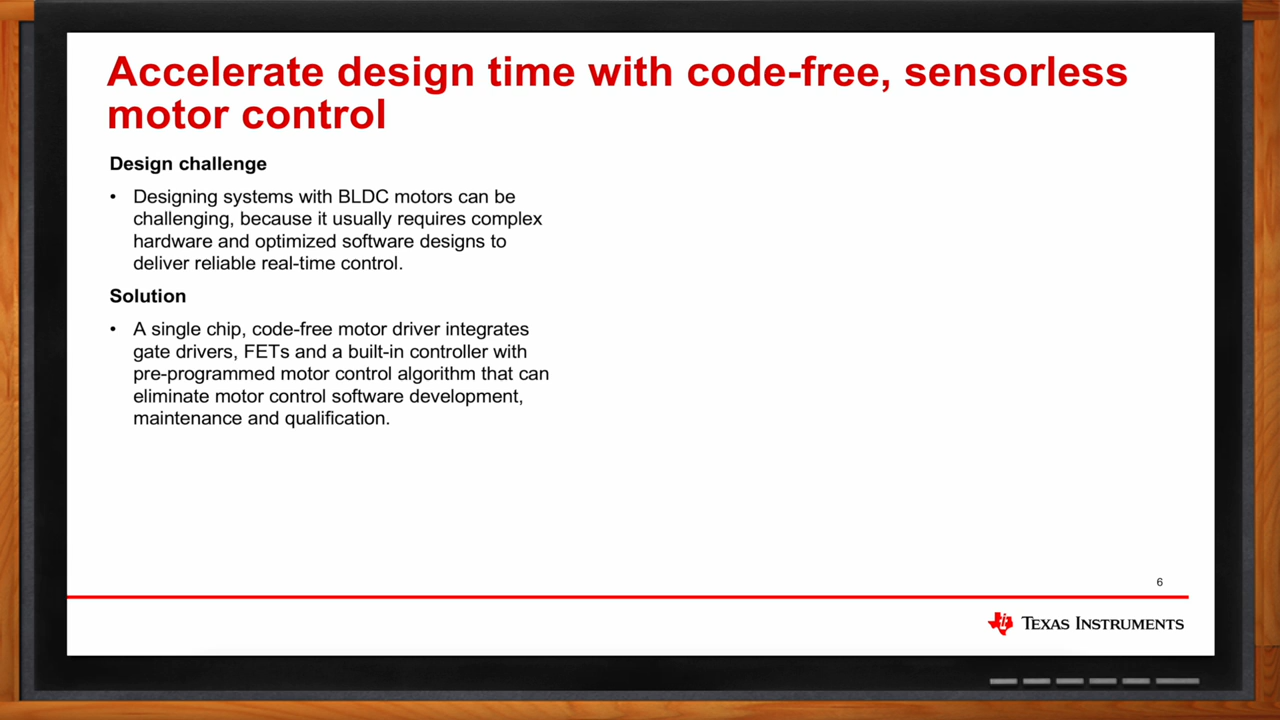 Accelerate design time with code-free, sensorless
motor control
Design challenge
• Designing systems with BLDC motors can be
challenging, because it usually requires complex
hardware and optimized software designs to
deliver reliable real-time control.
Solution
• A single chip, code-free motor driver integrates
gate drivers, FETs and a built-in controller with
pre-programmed motor control algorithm that can
eliminate motor control software development,
maintenance and qualification.
6
TEXAS INSTRUMENTS